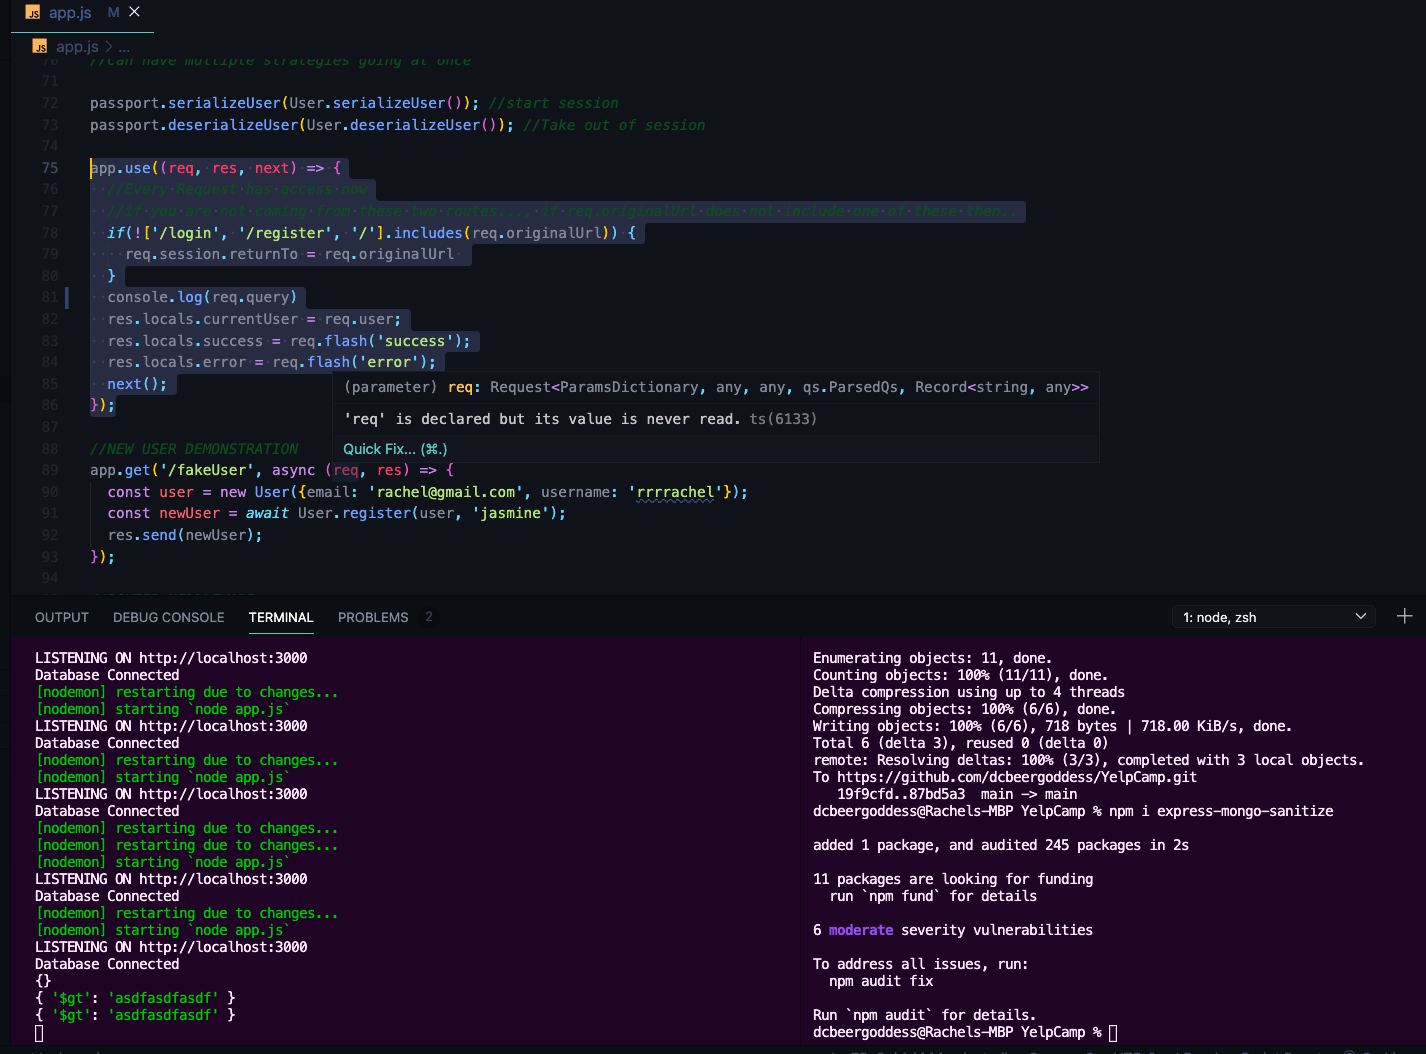 app.js M
app.js > ...
70 //Can have multiple strategies going at once
71
72 passport.serializeUser(User.serializeUser()); //start session
73 passport.deserializeUser(User.deserializeUser()); //Take out of session
74
75 app.use((req, res, next) => {
76 //Every Request has access now
77 //if you are not coming from these two routes..., if req.originalUrl does not include one of these then..
78 if(!['/login', '/register', '/'].includes(req.originalUrl)) {
79 req.session.returnTo = req.originalUrl
80 }
81 console.log(req.query)
82 res.locals.currentUser = req.user;
83 res.locals.success = req.flash('success');
84 res.locals.error = req.flash('error');
85 next();
86 });
(parameter) req: Request<ParamsDictionary, any, any, qs.ParsedQs, Record<string, any>>
'req' is declared but its value is never read. ts(6133)
Quick Fix... (⌘.)
87
88 //NEW USER DEMONSTRATION
89 app.get('/fakeUser', async (req, res) => {
90 const user = new User({email: 'rachel@gmail.com', username: 'rrrrachel'});
91 const newUser = await User.register(user, 'jasmine');
92 res.send(newUser);
93 });
94
OUTPUT DEBUG CONSOLE TERMINAL PROBLEMS 2 1: node, zsh
LISTENING ON http://localhost:3000
Database Connected
[nodemon] restarting due to changes...
[nodemon] starting `node app.js`
LISTENING ON http://localhost:3000
Database Connected
[nodemon] restarting due to changes...
[nodemon] starting `node app.js`
LISTENING ON http://localhost:3000
Database Connected
[nodemon] restarting due to changes...
[nodemon] restarting due to changes...
[nodemon] starting `node app.js`
LISTENING ON http://localhost:3000
Database Connected
[nodemon] restarting due to changes...
[nodemon] starting `node app.js`
LISTENING ON http://localhost:3000
Database Connected
{}
{ '$gt': 'asdfasdfasdf' }
{ '$gt': 'asdfasdfasdf' }
Enumerating objects: 11, done.
Counting objects: 100% (11/11), done.
Delta compression using up to 4 threads
Compressing objects: 100% (6/6), done.
Writing objects: 100% (6/6), 718 bytes | 718.00 KiB/s, done.
Total 6 (delta 3), reused 0 (delta 0)
remote: Resolving deltas: 100% (3/3), completed with 3 local objects.
To https://github.com/dcbeergoddess/YelpCamp.git
19f9cfd..87bd5a3 main -> main
dcbeergoddess@Rachels-MBP YelpCamp % npm i express-mongo-sanitize
added 1 package, and audited 245 packages in 2s
11 packages are looking for funding
run `npm fund` for details
6 moderate severity vulnerabilities
To address all issues, run:
npm audit fix
Run `npm audit` for details.
dcbeergoddess@Rachels-MBP YelpCamp %